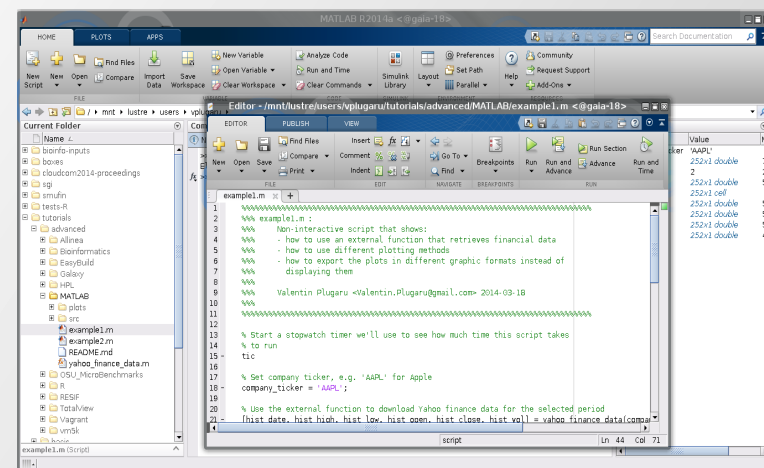 MATLAB R2014a <@gaia-18>
HOME PLOTS APPS
Search Documentation
New Script
New
Open
Find Files
Compare
Import Data
Save Workspace
New Variable
Open Variable
Clear Workspace
Analyze Code
Run and Time
Clear Commands
Simulink Library
Layout
Preferences
Set Path
Parallel
Help
Community
Request Support
Add-Ons
FILE
/ mnt lustre users vplugaru tutorials
Current Folder
Name
bioinfo-inputs
boxes
cloudcom2014-proceedings
sgi
smufin
tests-R
tutorials
advanced
Allinea
Bioinformatics
EasyBuild
Galaxy
HPL
MATLAB
plots
src
example1.m
example2.m
README.md
yahoo_finance_data.m
OSU_MicroBenchmarks
R
RESIF
TotalView
Vagrant
vm5k
basic
example1.m (Script)
Editor - /mnt/lustre/users/vplugaru/tutorials/advanced/MATLAB/example1.m <@gaia-18>
EDITOR PUBLISH VIEW
New
Open
Save
Find Files
Compare
Print
Insert
Comment
Indent
Go To
Find
Breakpoints
Run
Run and Advance
Run Section
Advance
Run and Time
FILE EDIT NAVIGATE BREAKPOINTS RUN
example1.m
1 %%%%%%%%%%%%%%%%%%%%%%%%%%%%%%%%%%%%%%%%%%%%%%%%%%%%%%%%%%%%%%%%%%%%%%%%%%%
2 %%% example1.m :
3 %%% Non-interactive script that shows:
4 %%% - how to use an external function that retrieves financial data
5 %%% - how to use different plotting methods
6 %%% - how to export the plots in different graphic formats instead of
7 %%% displaying them
8 %%%
9 %%% Valentin Plugaru <Valentin.Plugaru@gmail.com> 2014-03-18
10 %%%
11 %%%%%%%%%%%%%%%%%%%%%%%%%%%%%%%%%%%%%%%%%%%%%%%%%%%%%%%%%%%%%%%%%%%%%%%%%%%
12
13 % Start a stopwatch timer we'll use to see how much time this script takes
14 % to run
15 - tic
16
17 % Set company ticker, e.g. 'AAPL' for Apple
18 - company_ticker = 'AAPL';
19
20 % Use the external function to download Yahoo finance data for the selected period
21 - [hist_date, hist_high, hist_low, hist_open, hist_close, hist_vol] = yahoo_finance_data(compan
script Ln 44 Col 71
Value
'AAPL'
252x1 double
2
252x1 double
252x1 cell
252x1 double
252x1 double
252x1 double
252x1 double